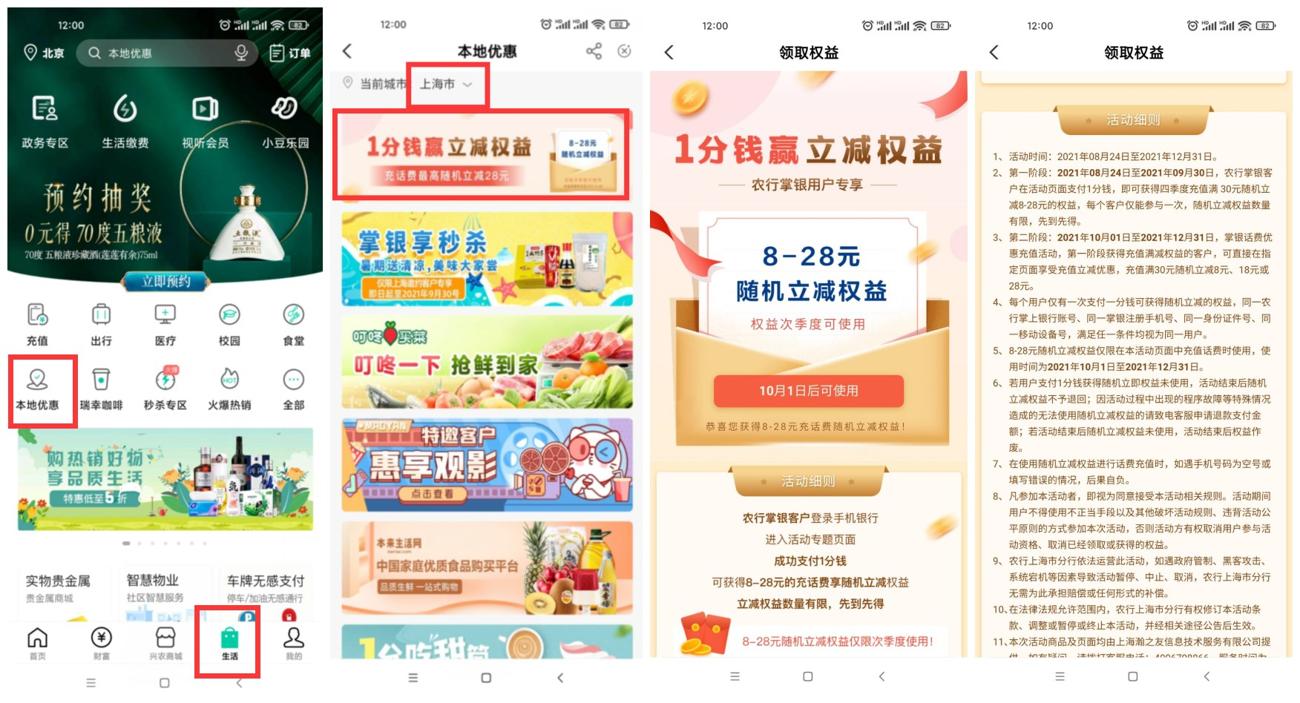 12:00
82
北京
本地优惠
订单
政务专区
生活缴费
视听会员
小豆乐园
预约抽奖
0元得 70度五粮液
70度 五粮液珍藏酒(莲莲有余)75ml
立即预约
充值
出行
医疗
校园
食堂
本地优惠
瑞幸咖啡
火爆
秒杀专区
HOT
火爆热销
全部
购热销好物
享品质生活
特惠低至5折
实物贵金属
贵金属商城
智慧物业
社区智慧服务
车牌无感支付
停车/加油无感通行
首页
财富
兴农商城
生活
我的
12:00
82
本地优惠
当前城市
上海市
1分钱赢 立减权益
充话费最高随机立减28元
8-28元
随机立减权益
掌银享秒杀
暑期送清凉,美味大家尝
仅限上海邀约客户专享
即日起至2021年9月30号
叮咚买菜
叮咚一下 抢鲜到家
MAOYAN
特邀客户
惠享观影
点击查看
本来生活网
中国家庭优质食品购买平台
品质生鲜 一站式购物
1分吃甜筒
12:00
82
领取权益
1分钱赢 立减权益
农行掌银用户专享
8-28元
随机立减权益
权益次季度可使用
10月1日后可使用
恭喜您获得8-28元充话费随机立减权益!
活动细则
农行掌银客户登录手机银行
进入活动专题页面
成功支付1分钱
可获得8-28元的充话费享随机立减权益
立减权益数量有限，先到先得
8-28元随机立减权益仅限次季度使用!
12:00
82
领取权益
活动细则
1、活动时间：2021年08月24日至2021年12月31日。
2、第一阶段：2021年08月24日至2021年09月30日，农行掌银客
户在活动页面支付1分钱，即可获得四季度充值满 30元随机立
减8-28元的权益，每个客户仅能参与一次，随机立减权益数量
有限，先到先得。
3、第二阶段：2021年10月01日至2021年12月31日，掌银话费优
惠充值活动，第一阶段获得充值满减权益的客户，可直接在指
定页面享受充值立减优惠，充值满30元随机立减8元、18元或
28元。
4、每个用户仅有一次支付一分钱可获得随机立减的权益，同一农
行掌上银行账号、同一掌银注册手机号、同一身份证件号、同
一移动设备号，满足任一条件均视为同一用户。
5、8-28元随机立减权益仅限在本活动页面中充值话费时使用，使
用时间为2021年10月1日至2021年12月31日。
6、若用户支付1分钱获得随机立即权益未使用，活动结束后随机
立减权益不予退回；因活动过程中出现的程序故障等特殊情况
造成的无法使用随机立减权益的请致电客服申请退款支付金
额；若活动结束后随机立减权益未使用，活动结束后权益作
废。
7、在使用随机立减权益进行话费充值时，如遇手机号码为空号或
填写错误的情况，后果自负。
8、凡参加本活动者，即视为同意接受本活动相关规则。活动期间
用户不得使用不正当手段以及其他破坏活动规则、违背活动公
平原则的方式参加本次活动，否则活动方有权取消用户参与活
动资格、取消已经领取或获得的权益。
9、农行上海市分行依法运营此活动，如遇政府管制、黑客攻击、
系统宕机等因素导致活动暂停、中止、取消，农行上海市分行
无需为此承担赔偿或任何形式的补偿。
10、在法律法规允许范围内，农行上海市分行有权修订本活动条
款、调整或暂停或终止本活动，并经相关途径公告后生效。
11、本次活动商品及页面均由上海瀚之友信息技术服务有限公司提